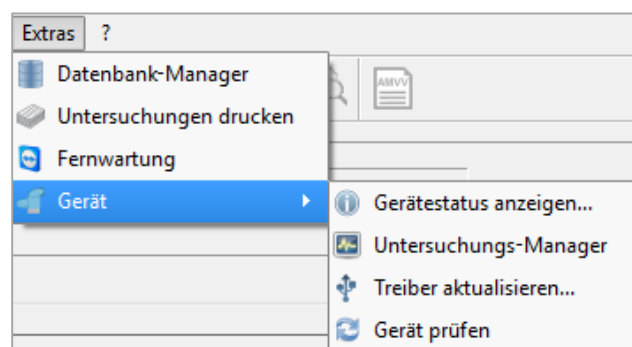 Extras ?
Datenbank-Manager
AMVV
Untersuchungen drucken
Fernwartung
Gerät
Gerätestatus anzeigen...
Untersuchungs-Manager
Treiber aktualisieren...
Gerät prüfen